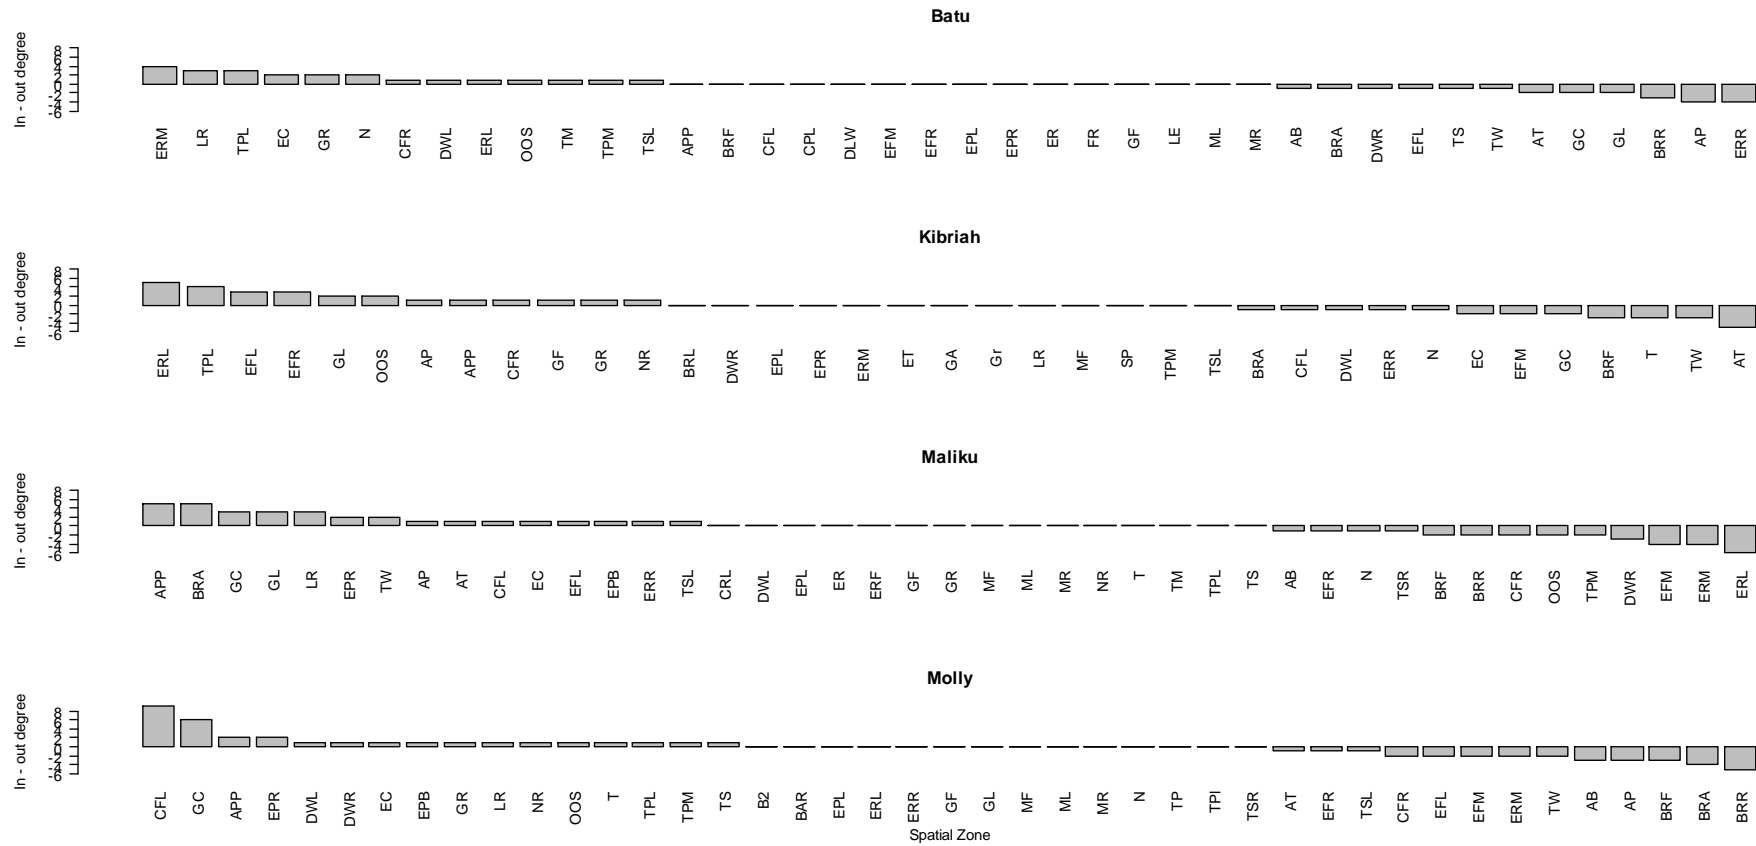 Batu
In - out degree
8
6
4
2
0
-2
-4
-6
ERM LR TPL EC GR N CFR DWL ERL OOS TM TPM TSL APP BRF CFL CPL DLW EFM EFR EPL EPR ER FR GF LE ML MR AB BRA DWR EFL TS TW AT GC GL BRR AP ERR
Kibriah
In - out degree
8
6
4
2
0
-2
-4
-6
ERL TPL EFL EFR GL OOS AP APP CFR GF GR NR BRL DWR EPL EPR ERM ET GA Gr LR MF SP TPM TSL BRA CFL DWL ERR N EC EFM GC BRF T TW AT
Maliku
In - out degree
8
6
4
2
0
-2
-4
-6
APP BRA GC GL LR EPR TW AP AT CFL EC EFL EPB ERR TSL CRL DWL EPL ER ERF GF GR MF ML MR NR T TM TPL TS AB EFR N TSR BRF BRR CFR OOS TPM DWR EFM ERM ERL
Molly
In - out degree
8
6
4
2
0
-2
-4
-6
CFL GC APP EPR DWL DWR EC EPB GR LR NR OOS T TPL TPM TS B2 BAR EPL ERL ERR GF GL MF ML MR N TP TPI TSR AT EFR TSL CFR EFL EFM ERM TW AB AP BRF BRA BRR
Spatial Zone